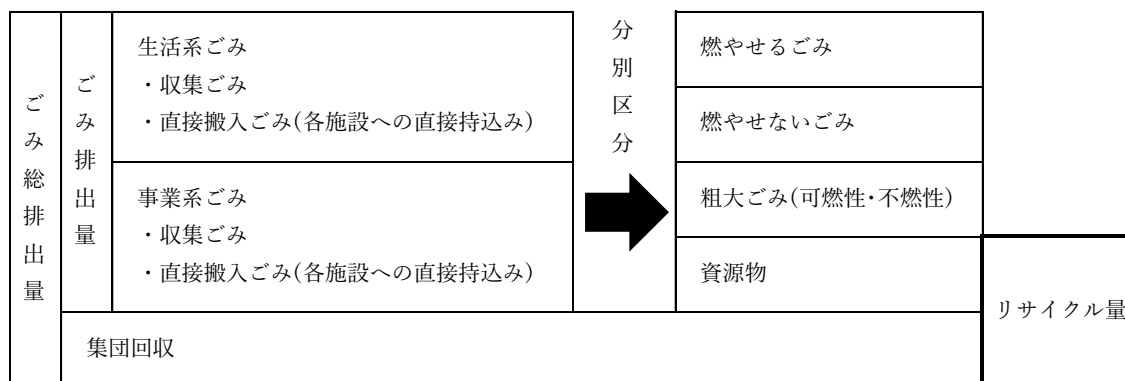 ごみ総排出量
ごみ排出量
生活系ごみ
・収集ごみ
・直接搬入ごみ(各施設への直接持込み)
事業系ごみ
・収集ごみ
・直接搬入ごみ(各施設への直接持込み)
分別区分
燃やせるごみ
燃やせないごみ
粗大ごみ(可燃性・不燃性)
資源物
リサイクル量
集団回収